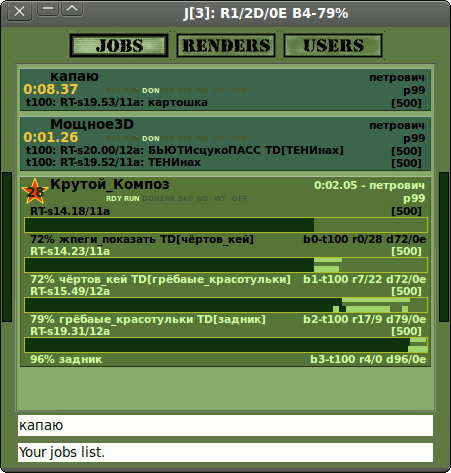 J[3]: R1/2D/0E B4-79%
JOBS RENDERS USERS
капаю петрович
0:08.37 RDY RUN DON ERR SKP WD WT OFF p99
t100: RT-s19.53/11a: картошка [500]
Мощное3D петрович
0:01.26 RDY RUN DON ERR SKP WD WT OFF p99
t100: RT-s20.00/12a: БЬЮТИсцукоПАСС TD[ТЕНИнах] [500]
t100: RT-s19.52/11a: ТЕНИнах [500]
28 Крутой_Композ 0:02.05 - петрович
RDY RUN DON ERR SKP WD WT OFF p99
RT-s14.18/11a [500]
72% жпеги_показать TD[чёртов_кей] b0-t100 r0/28 d72/0e
RT-s14.23/11a [500]
72% чёртов_кей TD[грёбаые_красотульки] b1-t100 r7/22 d72/0e
RT-s15.49/12a [500]
79% грёбаые_красотульки TD[задник] b2-t100 r17/9 d79/0e
RT-s19.31/12a [500]
96% задник b3-t100 r4/0 d96/0e
капаю
Your jobs list.